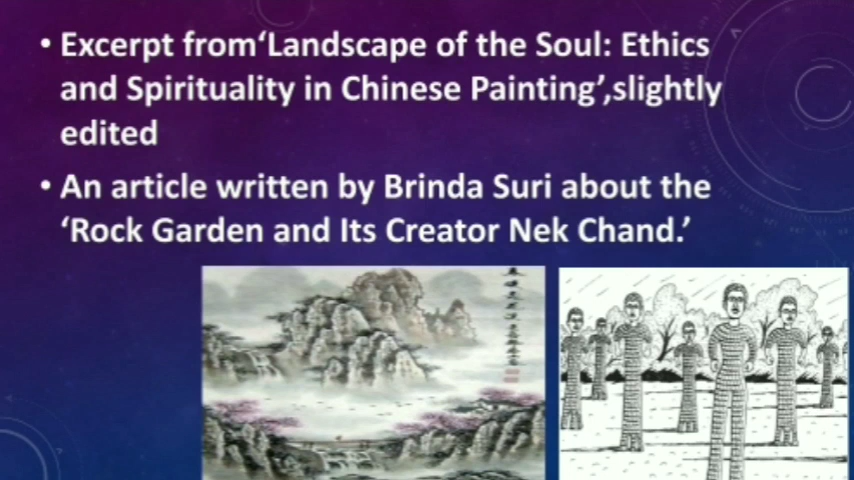 • Excerpt from‘Landscape of the Soul: Ethics
and Spirituality in Chinese Painting’,slightly
edited
• An article written by Brinda Suri about the
‘Rock Garden and Its Creator Nek Chand.’